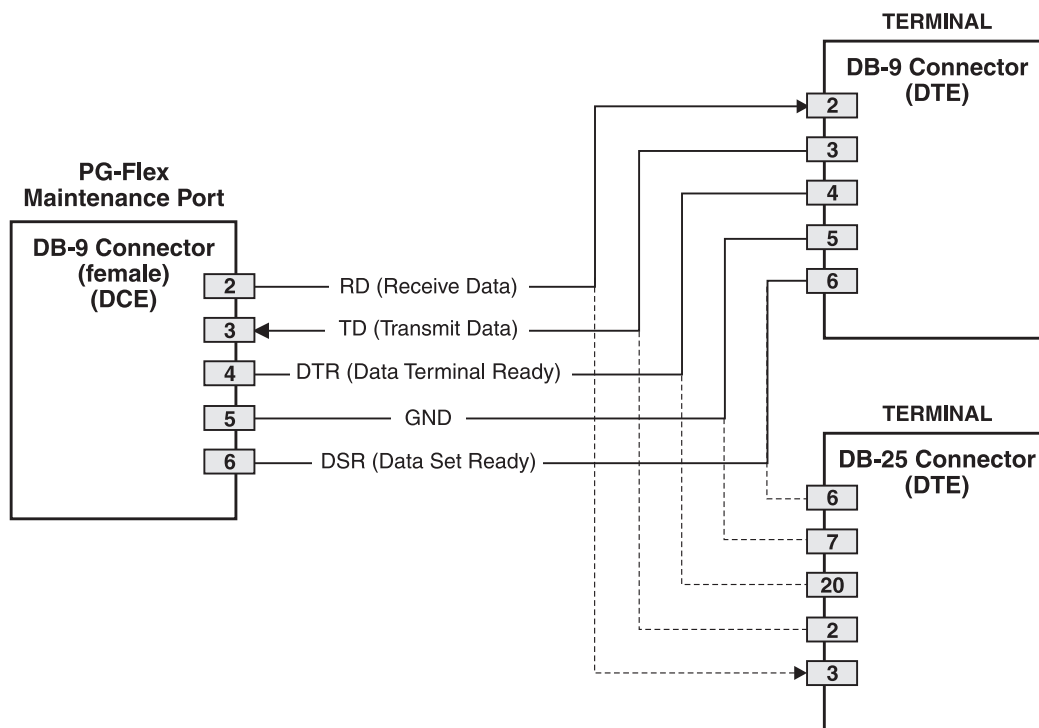 TERMINAL
DB-9 Connector
(DTE)
2
3
4
5
6
PG-Flex
Maintenance Port
DB-9 Connector
(female)
(DCE)
2
RD (Receive Data)
3
TD (Transmit Data)
4
DTR (Data Terminal Ready)
5
GND
6
DSR (Data Set Ready)
TERMINAL
DB-25 Connector
(DTE)
6
7
20
2
3